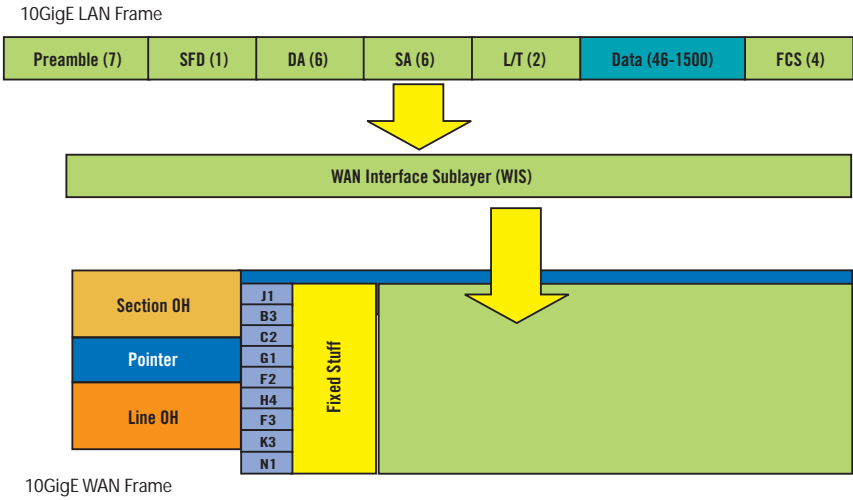 10GigE LAN Frame
Preamble (7) SFD (1) DA (6) SA (6) L/T (2) Data (46-1500) FCS (4)
WAN Interface Sublayer (WIS)
Section OH
Pointer
Line OH
J1
B3
C2
G1
F2
H4
F3
K3
N1
Fixed Stuff
10GigE WAN Frame